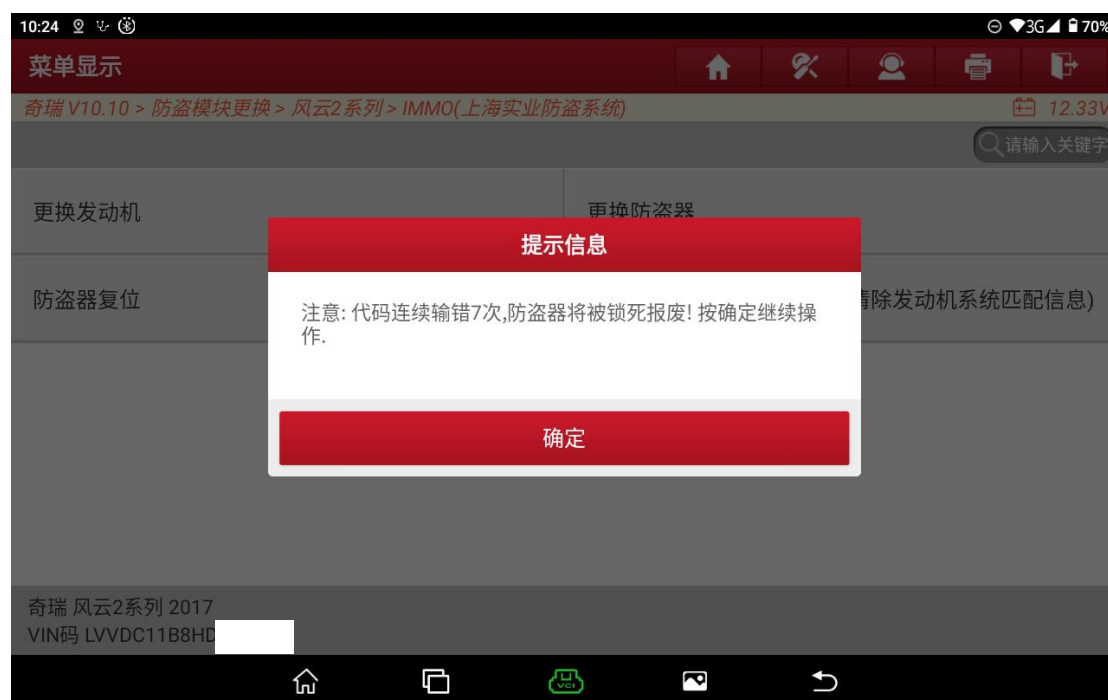 10:24
3G 70%
菜单显示
奇瑞 V10.10 > 防盗模块更换 > 风云2系列 > IMMO(上海实业防盗系统)
12.33V
请输入关键字
更换发动机
更换防盗器
提示信息
防盗器复位
清除发动机系统匹配信息)
注意: 代码连续输错7次,防盗器将被锁死报废! 按确定继续操
作.
确定
奇瑞 风云2系列 2017
VIN码 LVVDC11B8HD
VCI